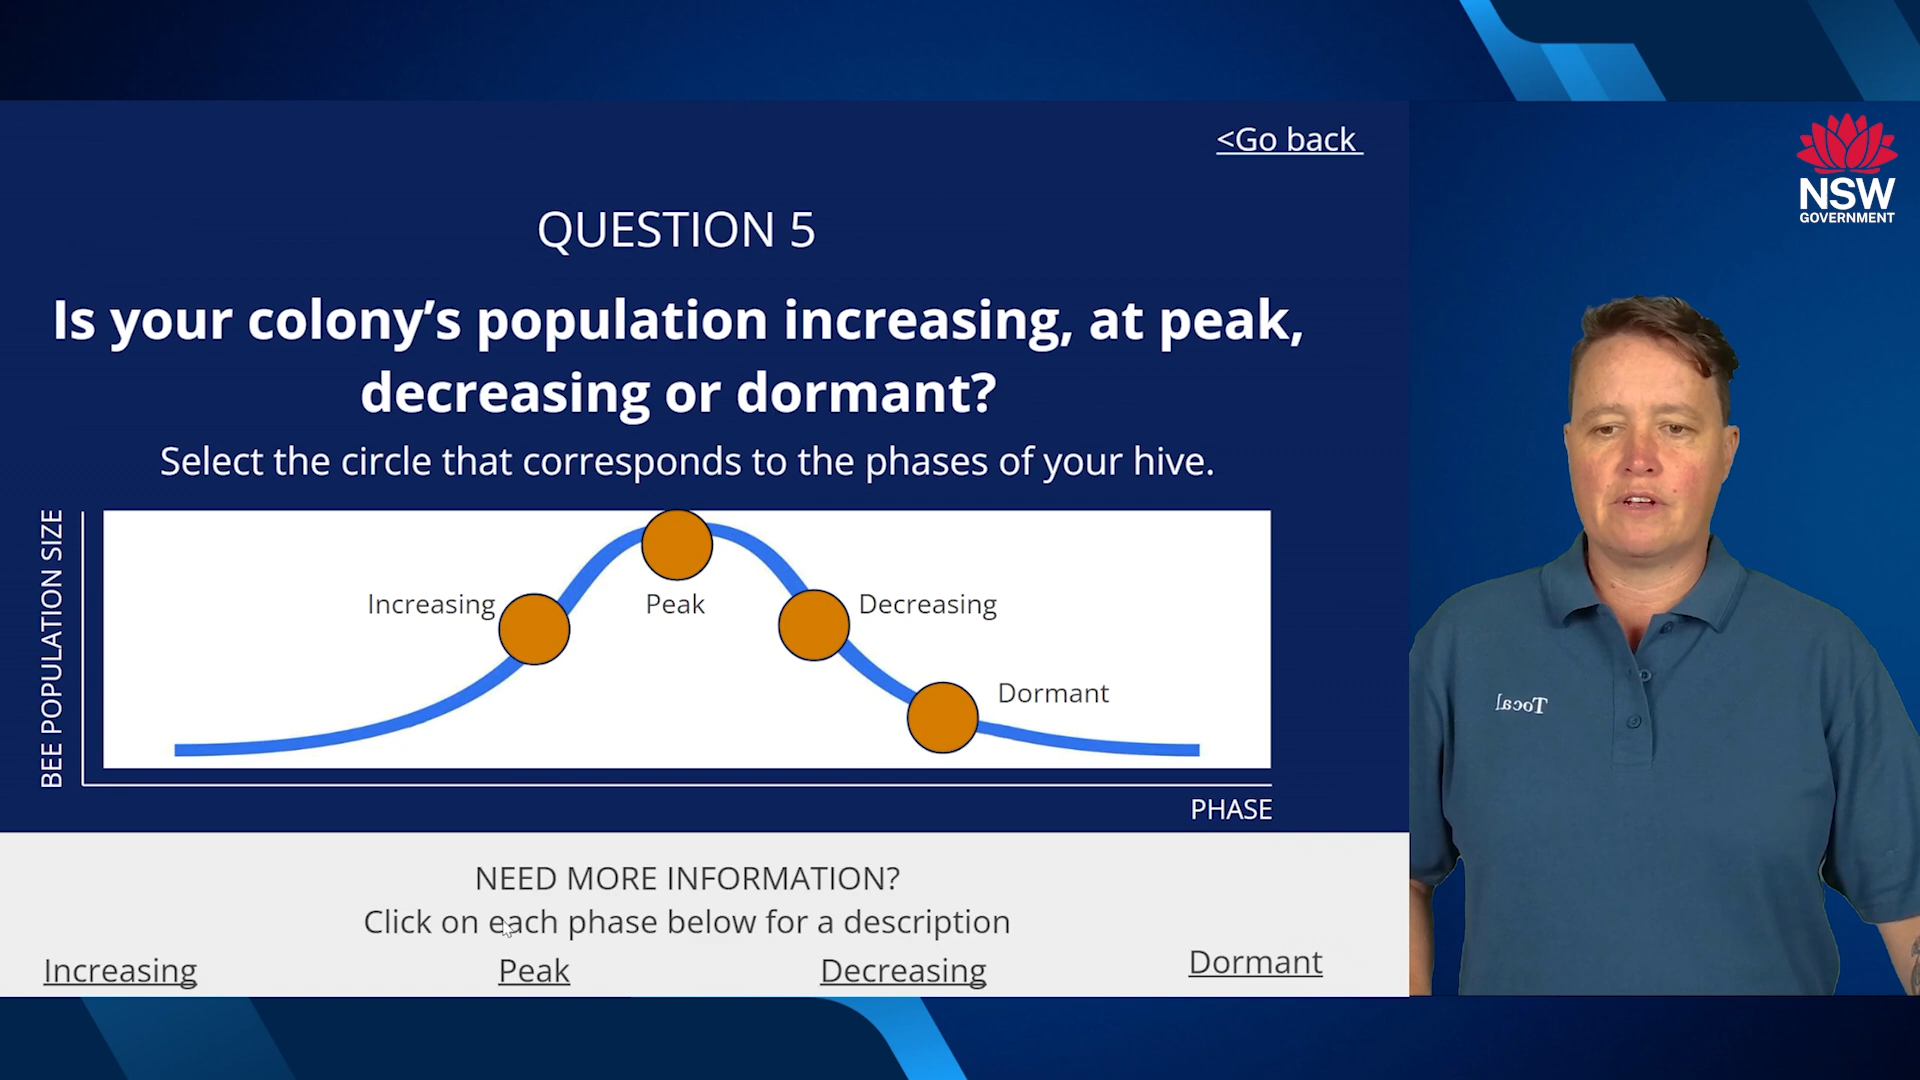 <Go back
NSW
GOVERNMENT
QUESTION 5
Is your colony's population increasing, at peak,
decreasing or dormant?
Select the circle that corresponds to the phases of your hive.
BEE POPULATION SIZE
Increasing
Peak
Decreasing
Dormant
Tocal
PHASE
NEED MORE INFORMATION?
Click on each phase below for a description
Increasing
Peak
Decreasing
Dormant